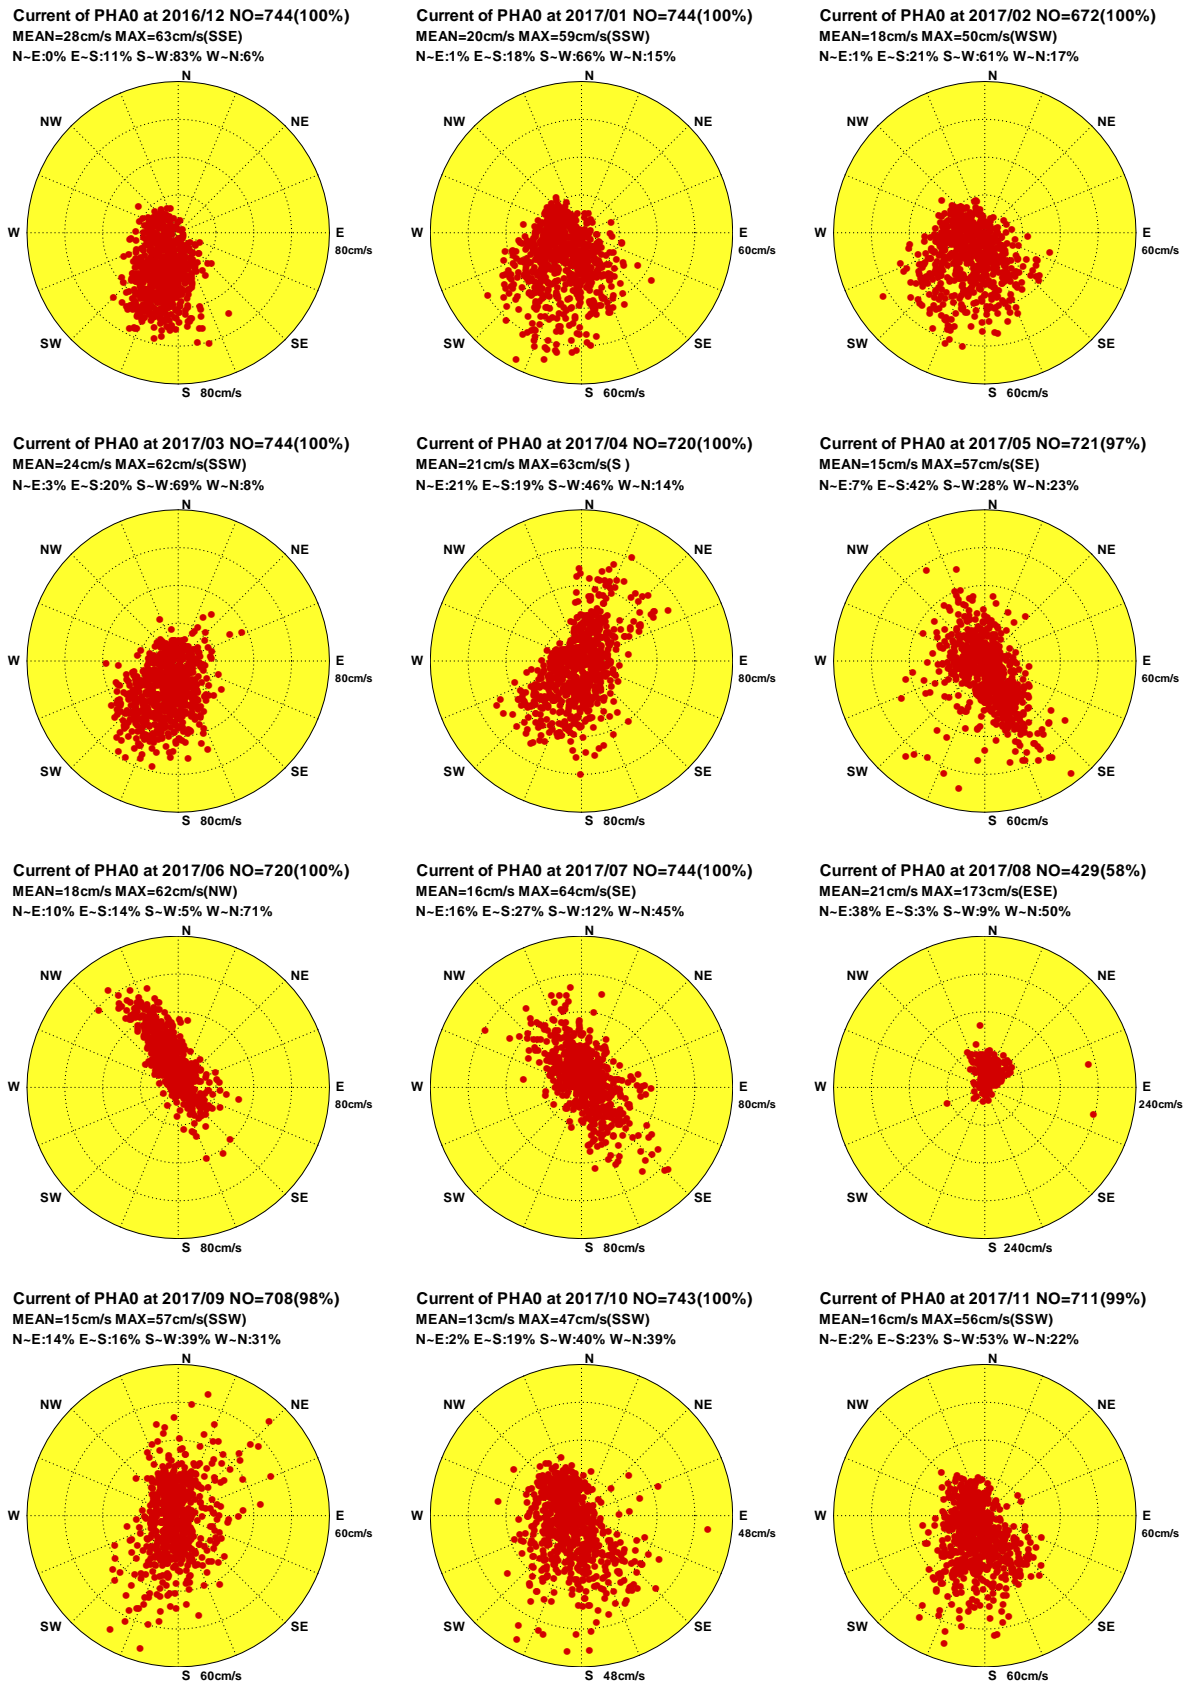 Current of PHA0 at 2016/12 NO=744(100%)
MEAN=28cm/s MAX=63cm/s(SSE)
N~E:0% E~S:11% S~W:83% W~N:6%
N
NW
NE
W
E
80cm/s
SW
SE
S 80cm/s
Current of PHA0 at 2017/01 NO=744(100%)
MEAN=20cm/s MAX=59cm/s(SSW)
N~E:1% E~S:18% S~W:66% W~N:15%
N
NW
NE
W
E
60cm/s
SW
SE
S 60cm/s
Current of PHA0 at 2017/02 NO=672(100%)
MEAN=18cm/s MAX=50cm/s(WSW)
N~E:1% E~S:21% S~W:61% W~N:17%
N
NW
NE
W
E
60cm/s
SW
SE
S 60cm/s
Current of PHA0 at 2017/03 NO=744(100%)
MEAN=24cm/s MAX=62cm/s(SSW)
N~E:3% E~S:20% S~W:69% W~N:8%
N
NW
NE
W
E
80cm/s
SW
SE
S 80cm/s
Current of PHA0 at 2017/04 NO=720(100%)
MEAN=21cm/s MAX=63cm/s(S )
N~E:21% E~S:19% S~W:46% W~N:14%
N
NW
NE
W
E
80cm/s
SW
SE
S 80cm/s
Current of PHA0 at 2017/05 NO=721(97%)
MEAN=15cm/s MAX=57cm/s(SE)
N~E:7% E~S:42% S~W:28% W~N:23%
N
NW
NE
W
E
60cm/s
SW
SE
S 60cm/s
Current of PHA0 at 2017/06 NO=720(100%)
MEAN=18cm/s MAX=62cm/s(NW)
N~E:10% E~S:14% S~W:5% W~N:71%
N
NW
NE
W
E
80cm/s
SW
SE
S 80cm/s
Current of PHA0 at 2017/07 NO=744(100%)
MEAN=16cm/s MAX=64cm/s(SE)
N~E:16% E~S:27% S~W:12% W~N:45%
N
NW
NE
W
E
80cm/s
SW
SE
S 80cm/s
Current of PHA0 at 2017/08 NO=429(58%)
MEAN=21cm/s MAX=173cm/s(ESE)
N~E:38% E~S:3% S~W:9% W~N:50%
N
NW
NE
W
E
240cm/s
SW
SE
S 240cm/s
Current of PHA0 at 2017/09 NO=708(98%)
MEAN=15cm/s MAX=57cm/s(SSW)
N~E:14% E~S:16% S~W:39% W~N:31%
N
NW
NE
W
E
60cm/s
SW
SE
S 60cm/s
Current of PHA0 at 2017/10 NO=743(100%)
MEAN=13cm/s MAX=47cm/s(SSW)
N~E:2% E~S:19% S~W:40% W~N:39%
N
NW
NE
W
E
48cm/s
SW
SE
S 48cm/s
Current of PHA0 at 2017/11 NO=711(99%)
MEAN=16cm/s MAX=56cm/s(SSW)
N~E:2% E~S:23% S~W:53% W~N:22%
N
NW
NE
W
E
60cm/s
SW
SE
S 60cm/s